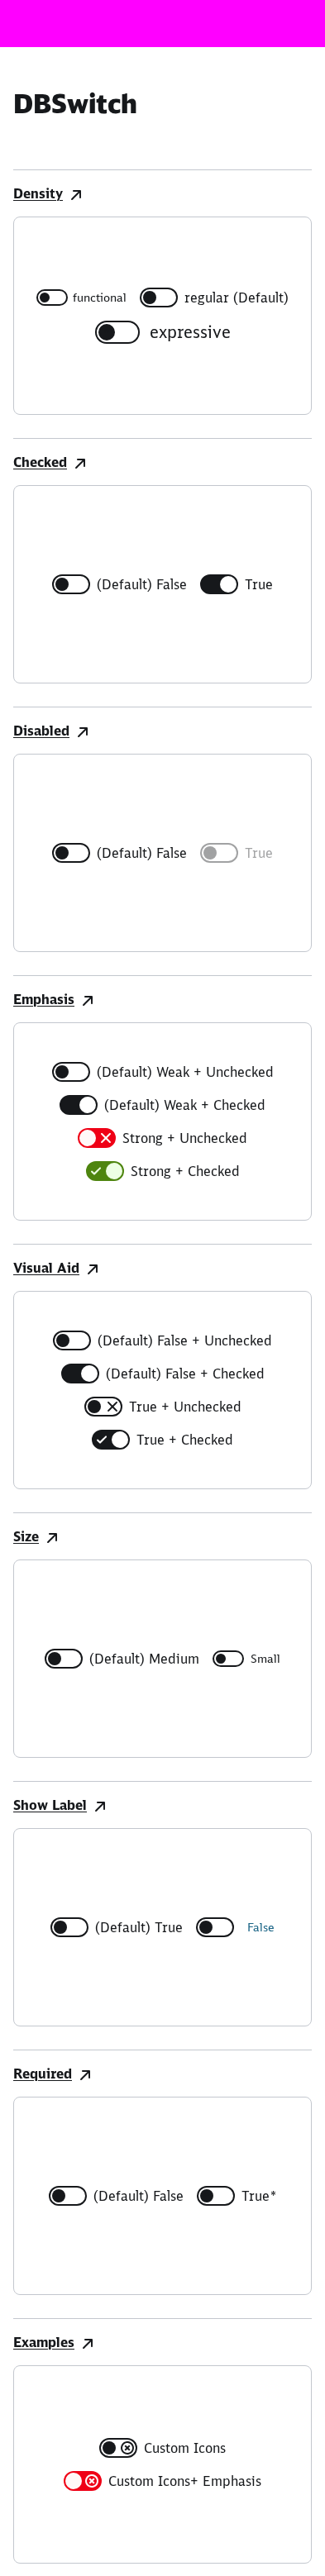 DBSwitch
Density
functional regular (Default)
expressive
Checked
(Default) False True
Disabled
(Default) False True
Emphasis
(Default) Weak + Unchecked
(Default) Weak + Checked
Strong + Unchecked
Strong + Checked
Visual Aid
(Default) False + Unchecked
(Default) False + Checked
True + Unchecked
True + Checked
Size
(Default) Medium Small
Show Label
(Default) True False
Required
(Default) False True*
Examples
Custom Icons
Custom Icons+ Emphasis